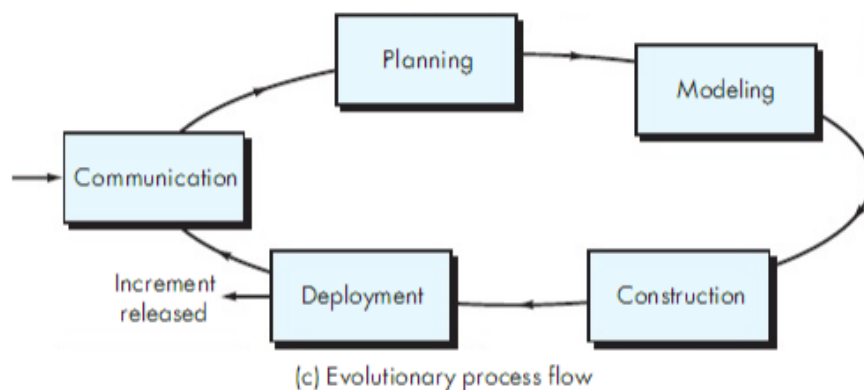 Planning
Modeling
Communication
Increment
released
Deployment
Construction
(c) Evolutionary process flow